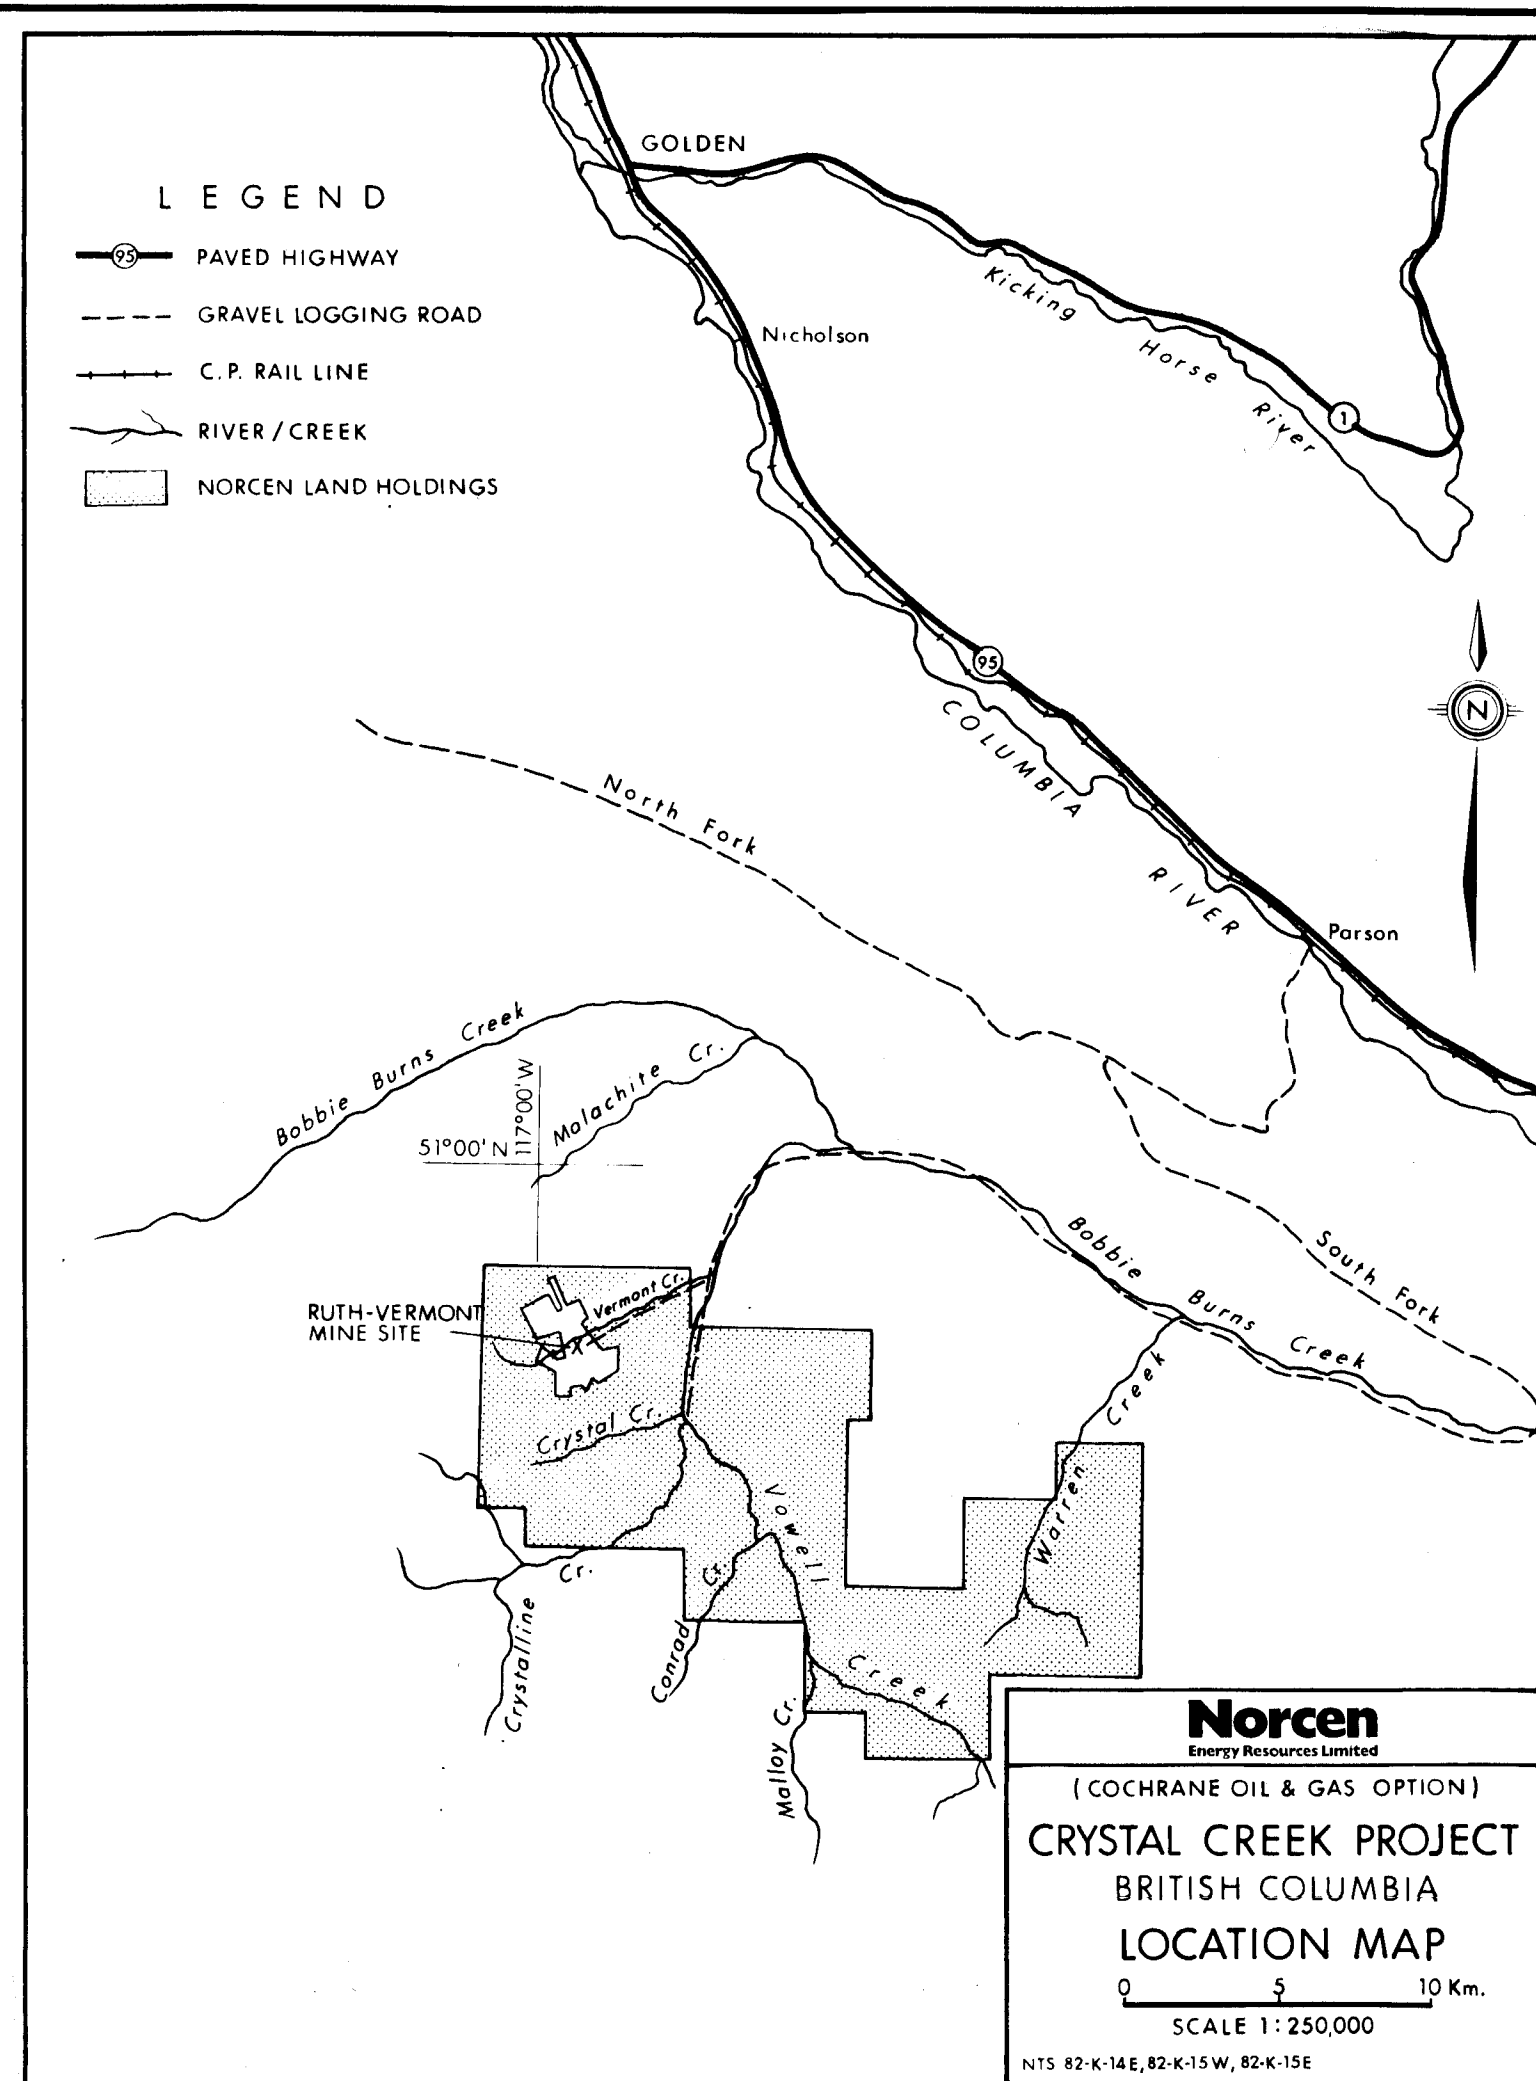 LEGEND
95
PAVED HIGHWAY
GRAVEL LOGGING ROAD
C.P. RAIL LINE
RIVER / CREEK
NORCEN LAND HOLDINGS
GOLDEN
Nicholson
Kicking Horse River
1
95
COLUMBIA RIVER
N
North Fork
Parson
Bobbie Burns Creek
Malachite Cr.
117°00'W
51°00'N
South Fork
Bobbie Burns Creek
RUTH-VERMONT
MINE SITE
Vermont Cr.
X
Crystal Cr.
Vowell Creek
Warren Creek
Crystalline Cr.
Conrad Cr.
Malloy Cr.
Norcen
Energy Resources Limited
(COCHRANE OIL & GAS OPTION)
CRYSTAL CREEK PROJECT
BRITISH COLUMBIA
LOCATION MAP
0 5 10 Km.
SCALE 1:250,000
NTS 82-K-14E, 82-K-15W, 82-K-15E